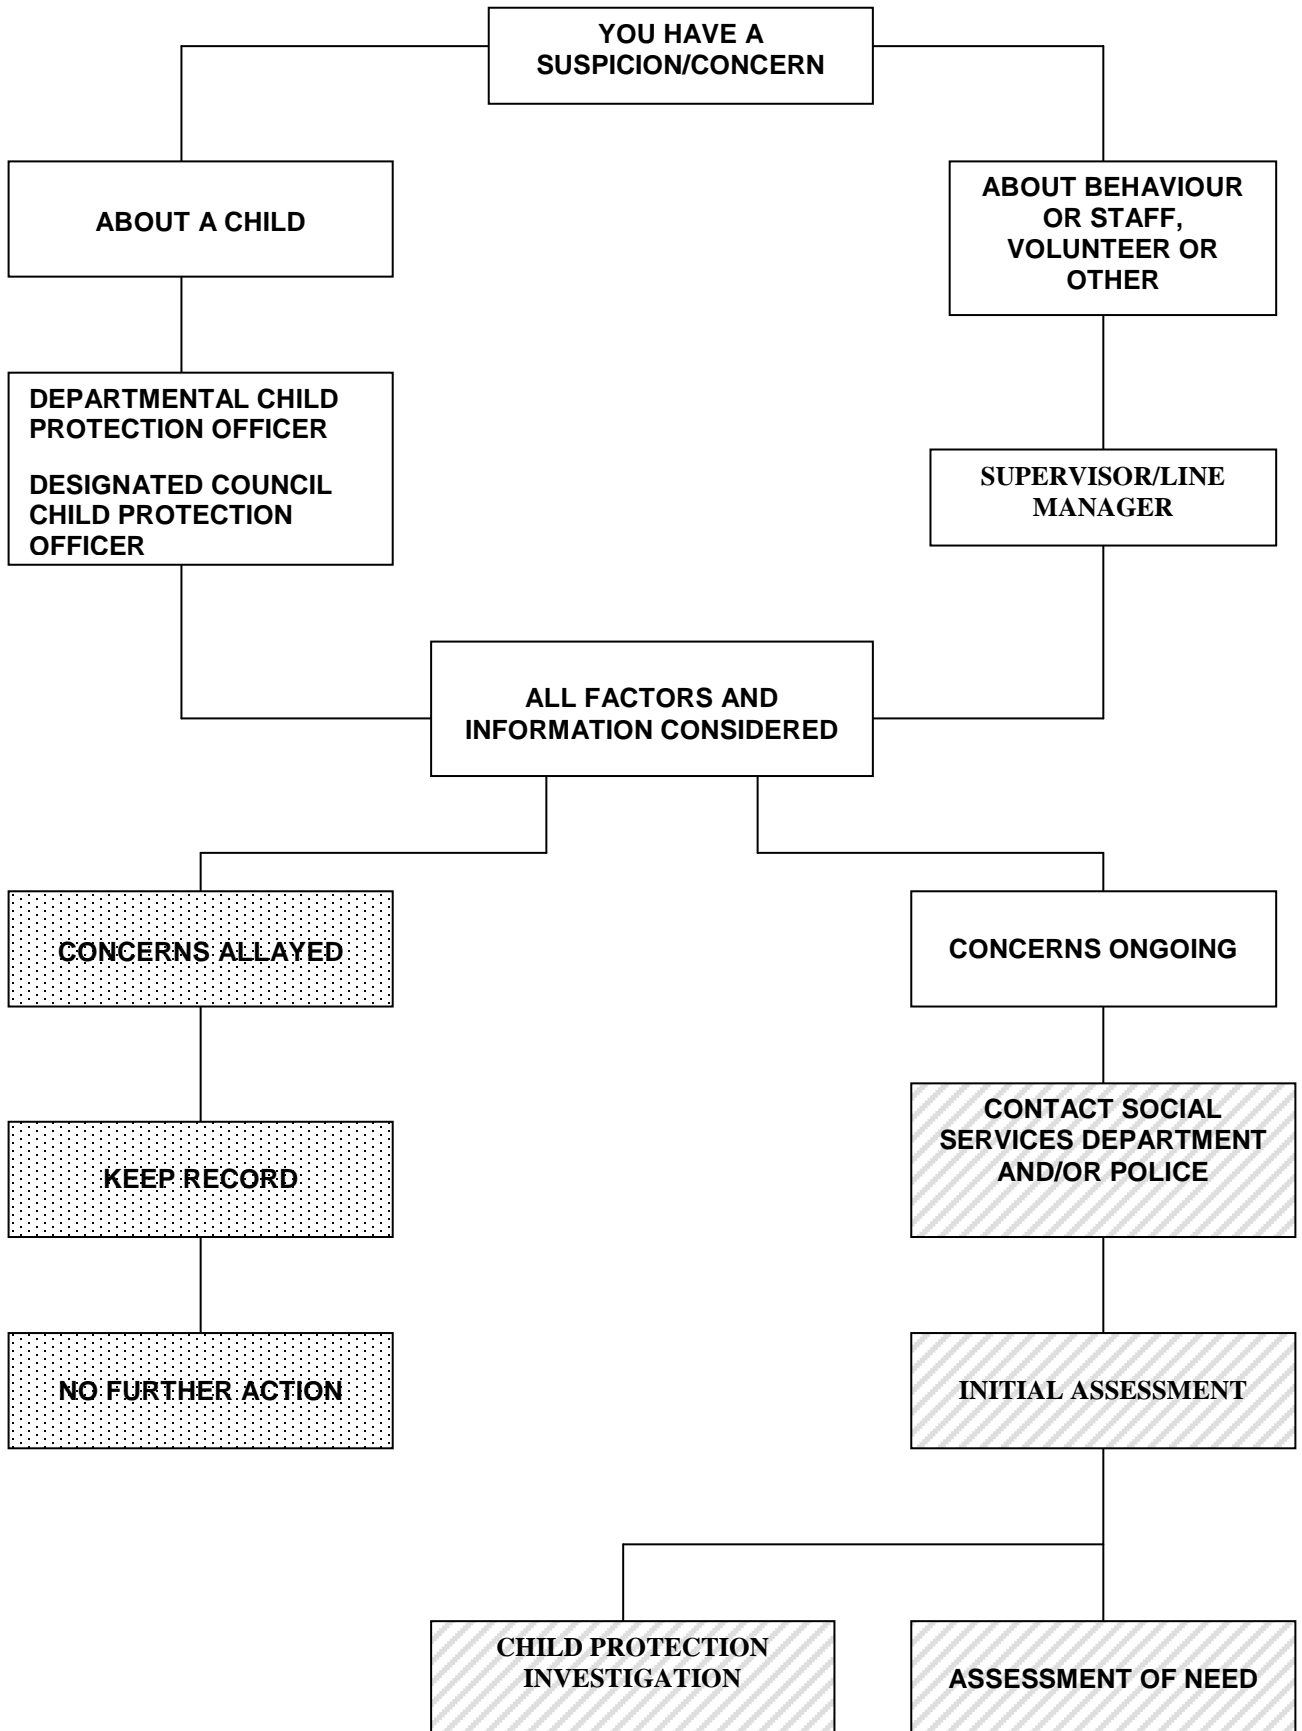 YOU HAVE A
SUSPICION/CONCERN
ABOUT A CHILD
ABOUT BEHAVIOUR
OR STAFF,
VOLUNTEER OR
OTHER
DEPARTMENTAL CHILD
PROTECTION OFFICER
DESIGNATED COUNCIL
CHILD PROTECTION
OFFICER
SUPERVISOR/LINE
MANAGER
ALL FACTORS AND
INFORMATION CONSIDERED
CONCERNS ALLAYED
CONCERNS ONGOING
KEEP RECORD
CONTACT SOCIAL
SERVICES DEPARTMENT
AND/OR POLICE
NO FURTHER ACTION
INITIAL ASSESSMENT
CHILD PROTECTION
INVESTIGATION
ASSESSMENT OF NEED